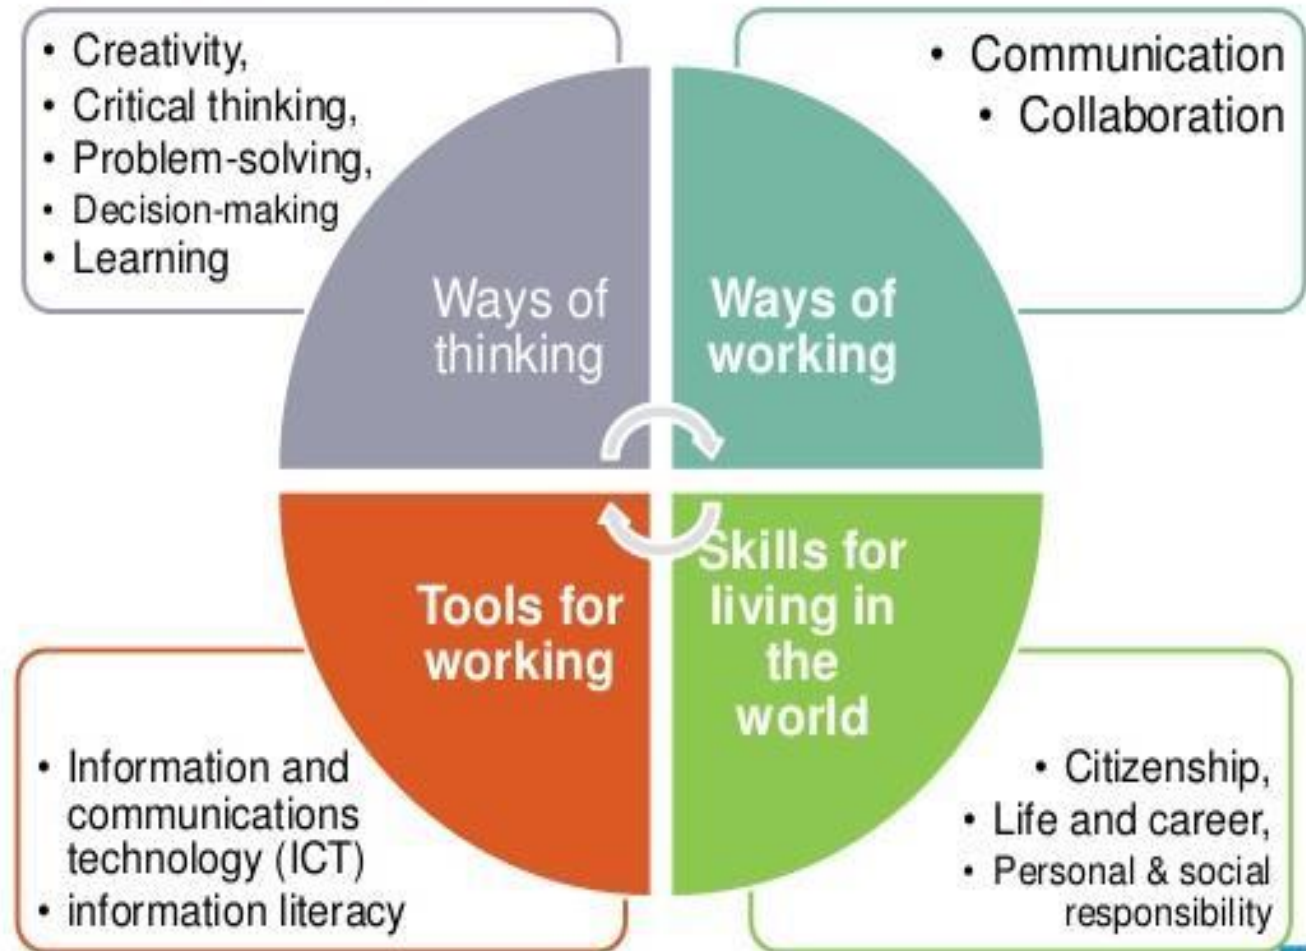 • Creativity,
• Critical thinking,
• Problem-solving,
• Decision-making
• Learning
Ways of
thinking
• Communication
• Collaboration
Ways of
working
Tools for
working
• Information and
communications
technology (ICT)
• information literacy
Skills for
living in
the
world
• Citizenship,
• Life and career,
• Personal & social
responsibility